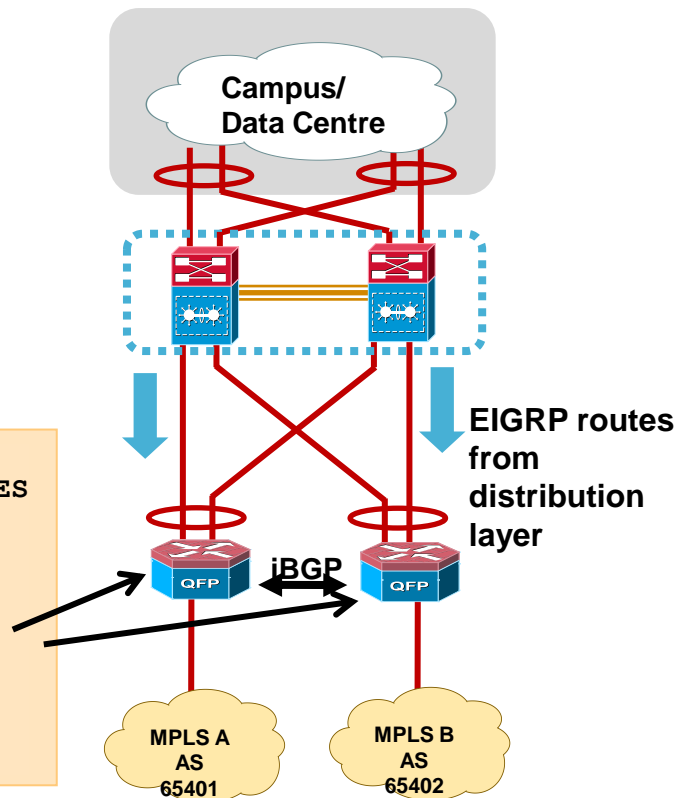 Campus/
Data Centre
EIGRP routes
from
distribution
layer
ES
iBGP
QFP
QFP
MPLS A
AS
65401
MPLS B
AS
65402